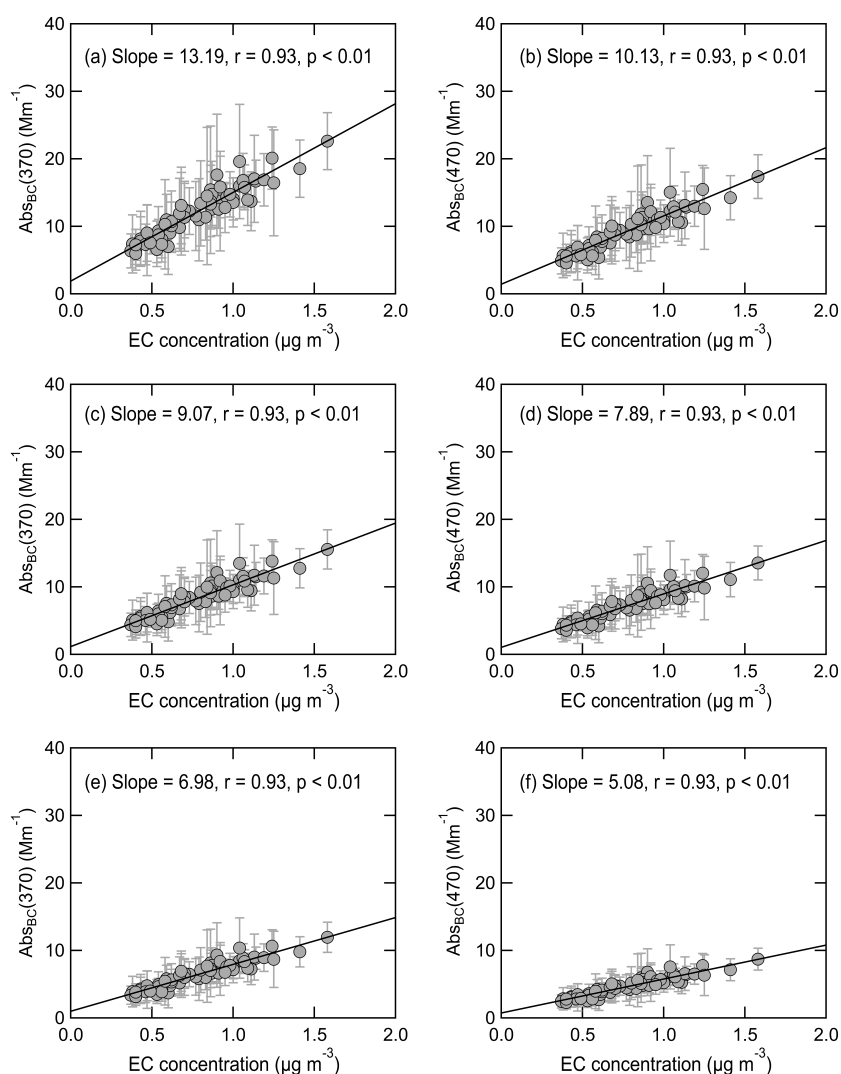 (a) Slope = 13.19, r = 0.93, p < 0.01
40
30
20
10
0
Abs_BC(370) (Mm⁻¹)
0.0 0.5 1.0 1.5 2.0
EC concentration (µg m⁻³)
(b) Slope = 10.13, r = 0.93, p < 0.01
40
30
20
10
0
Abs_BC(470) (Mm⁻¹)
0.0 0.5 1.0 1.5 2.0
EC concentration (µg m⁻³)
(c) Slope = 9.07, r = 0.93, p < 0.01
40
30
20
10
0
Abs_BC(370) (Mm⁻¹)
0.0 0.5 1.0 1.5 2.0
EC concentration (µg m⁻³)
(d) Slope = 7.89, r = 0.93, p < 0.01
40
30
20
10
0
Abs_BC(470) (Mm⁻¹)
0.0 0.5 1.0 1.5 2.0
EC concentration (µg m⁻³)
(e) Slope = 6.98, r = 0.93, p < 0.01
40
30
20
10
0
Abs_BC(370) (Mm⁻¹)
0.0 0.5 1.0 1.5 2.0
EC concentration (µg m⁻³)
(f) Slope = 5.08, r = 0.93, p < 0.01
40
30
20
10
0
Abs_BC(470) (Mm⁻¹)
0.0 0.5 1.0 1.5 2.0
EC concentration (µg m⁻³)